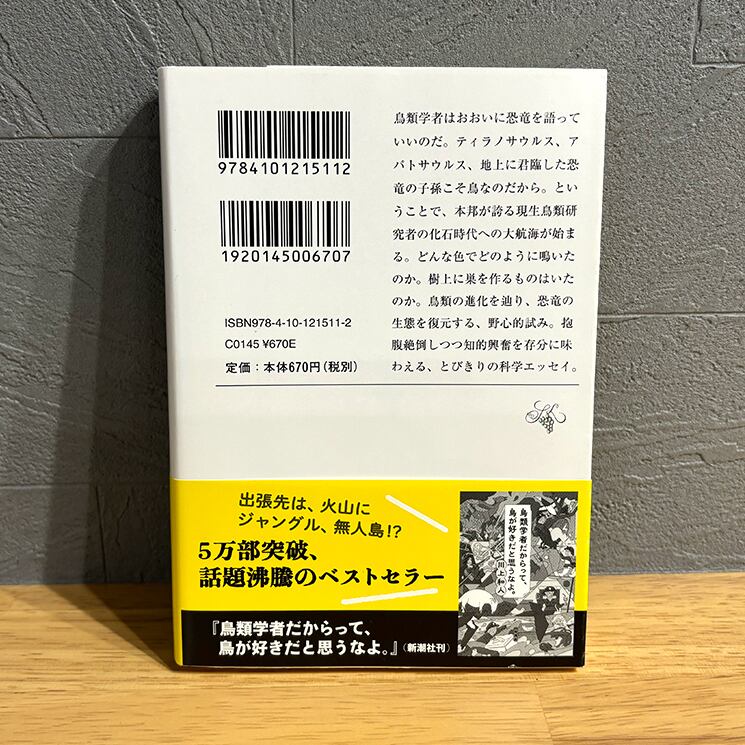 9784101215112
1920145006707
ISBN978-4-10-121511-2
C0145 ¥670E
定価：本体670円（税別）
鳥類学者はおおいに恐竜を語って
いいのだ。ティラノサウルス、ア
パトサウルス、地上に君臨した恐
竜の子孫こそ鳥なのだから。とい
うことで、本邦が誇る現生鳥類研
究者の化石時代への大航海が始ま
る。どんな色でどのように鳴いた
のか。樹上に巣を作るものはいた
のか。鳥類の進化を辿り、恐竜の
生態を復元する、野心的試み。抱
腹絶倒しつつ知的興奮を存分に味
わえる、とびきりの科学エッセイ。
出張先は、火山に
ジャングル、無人島!?
5万部突破、
話題沸騰のベストセラー
『鳥類学者だからって、
鳥が好きだと思うなよ。』（新潮社刊）
鳥類学者だからって、
鳥が好きだと思うなよ。
川上和人